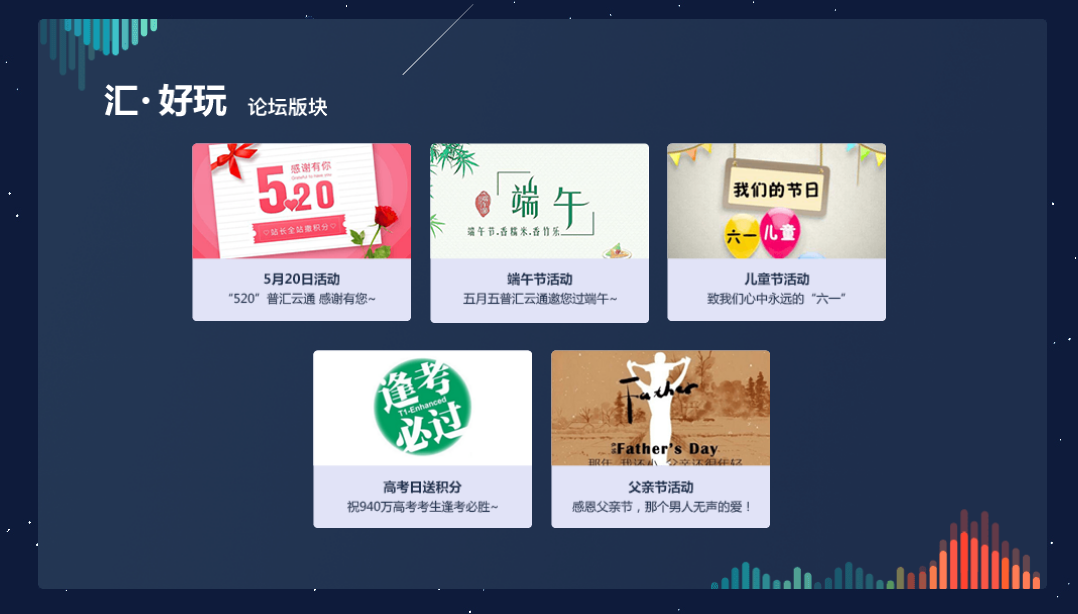 汇·好玩 论坛版块
感谢有你
5.20
♡站长全站撒积分♡
5月20日活动
“520”普汇云通 感谢有您~
端午
端午节.香糯米.香竹乐
端午节活动
五月五普汇云通邀您过端午~
我们的节日
六一儿童
儿童节活动
致我们心中永远的“六一”
逢考
T1-Enhanced
必过
高考日送积分
祝940万高考考生逢考必胜~
Father
Father's Day
父亲节活动
感恩父亲节，那个男人无声的爱！